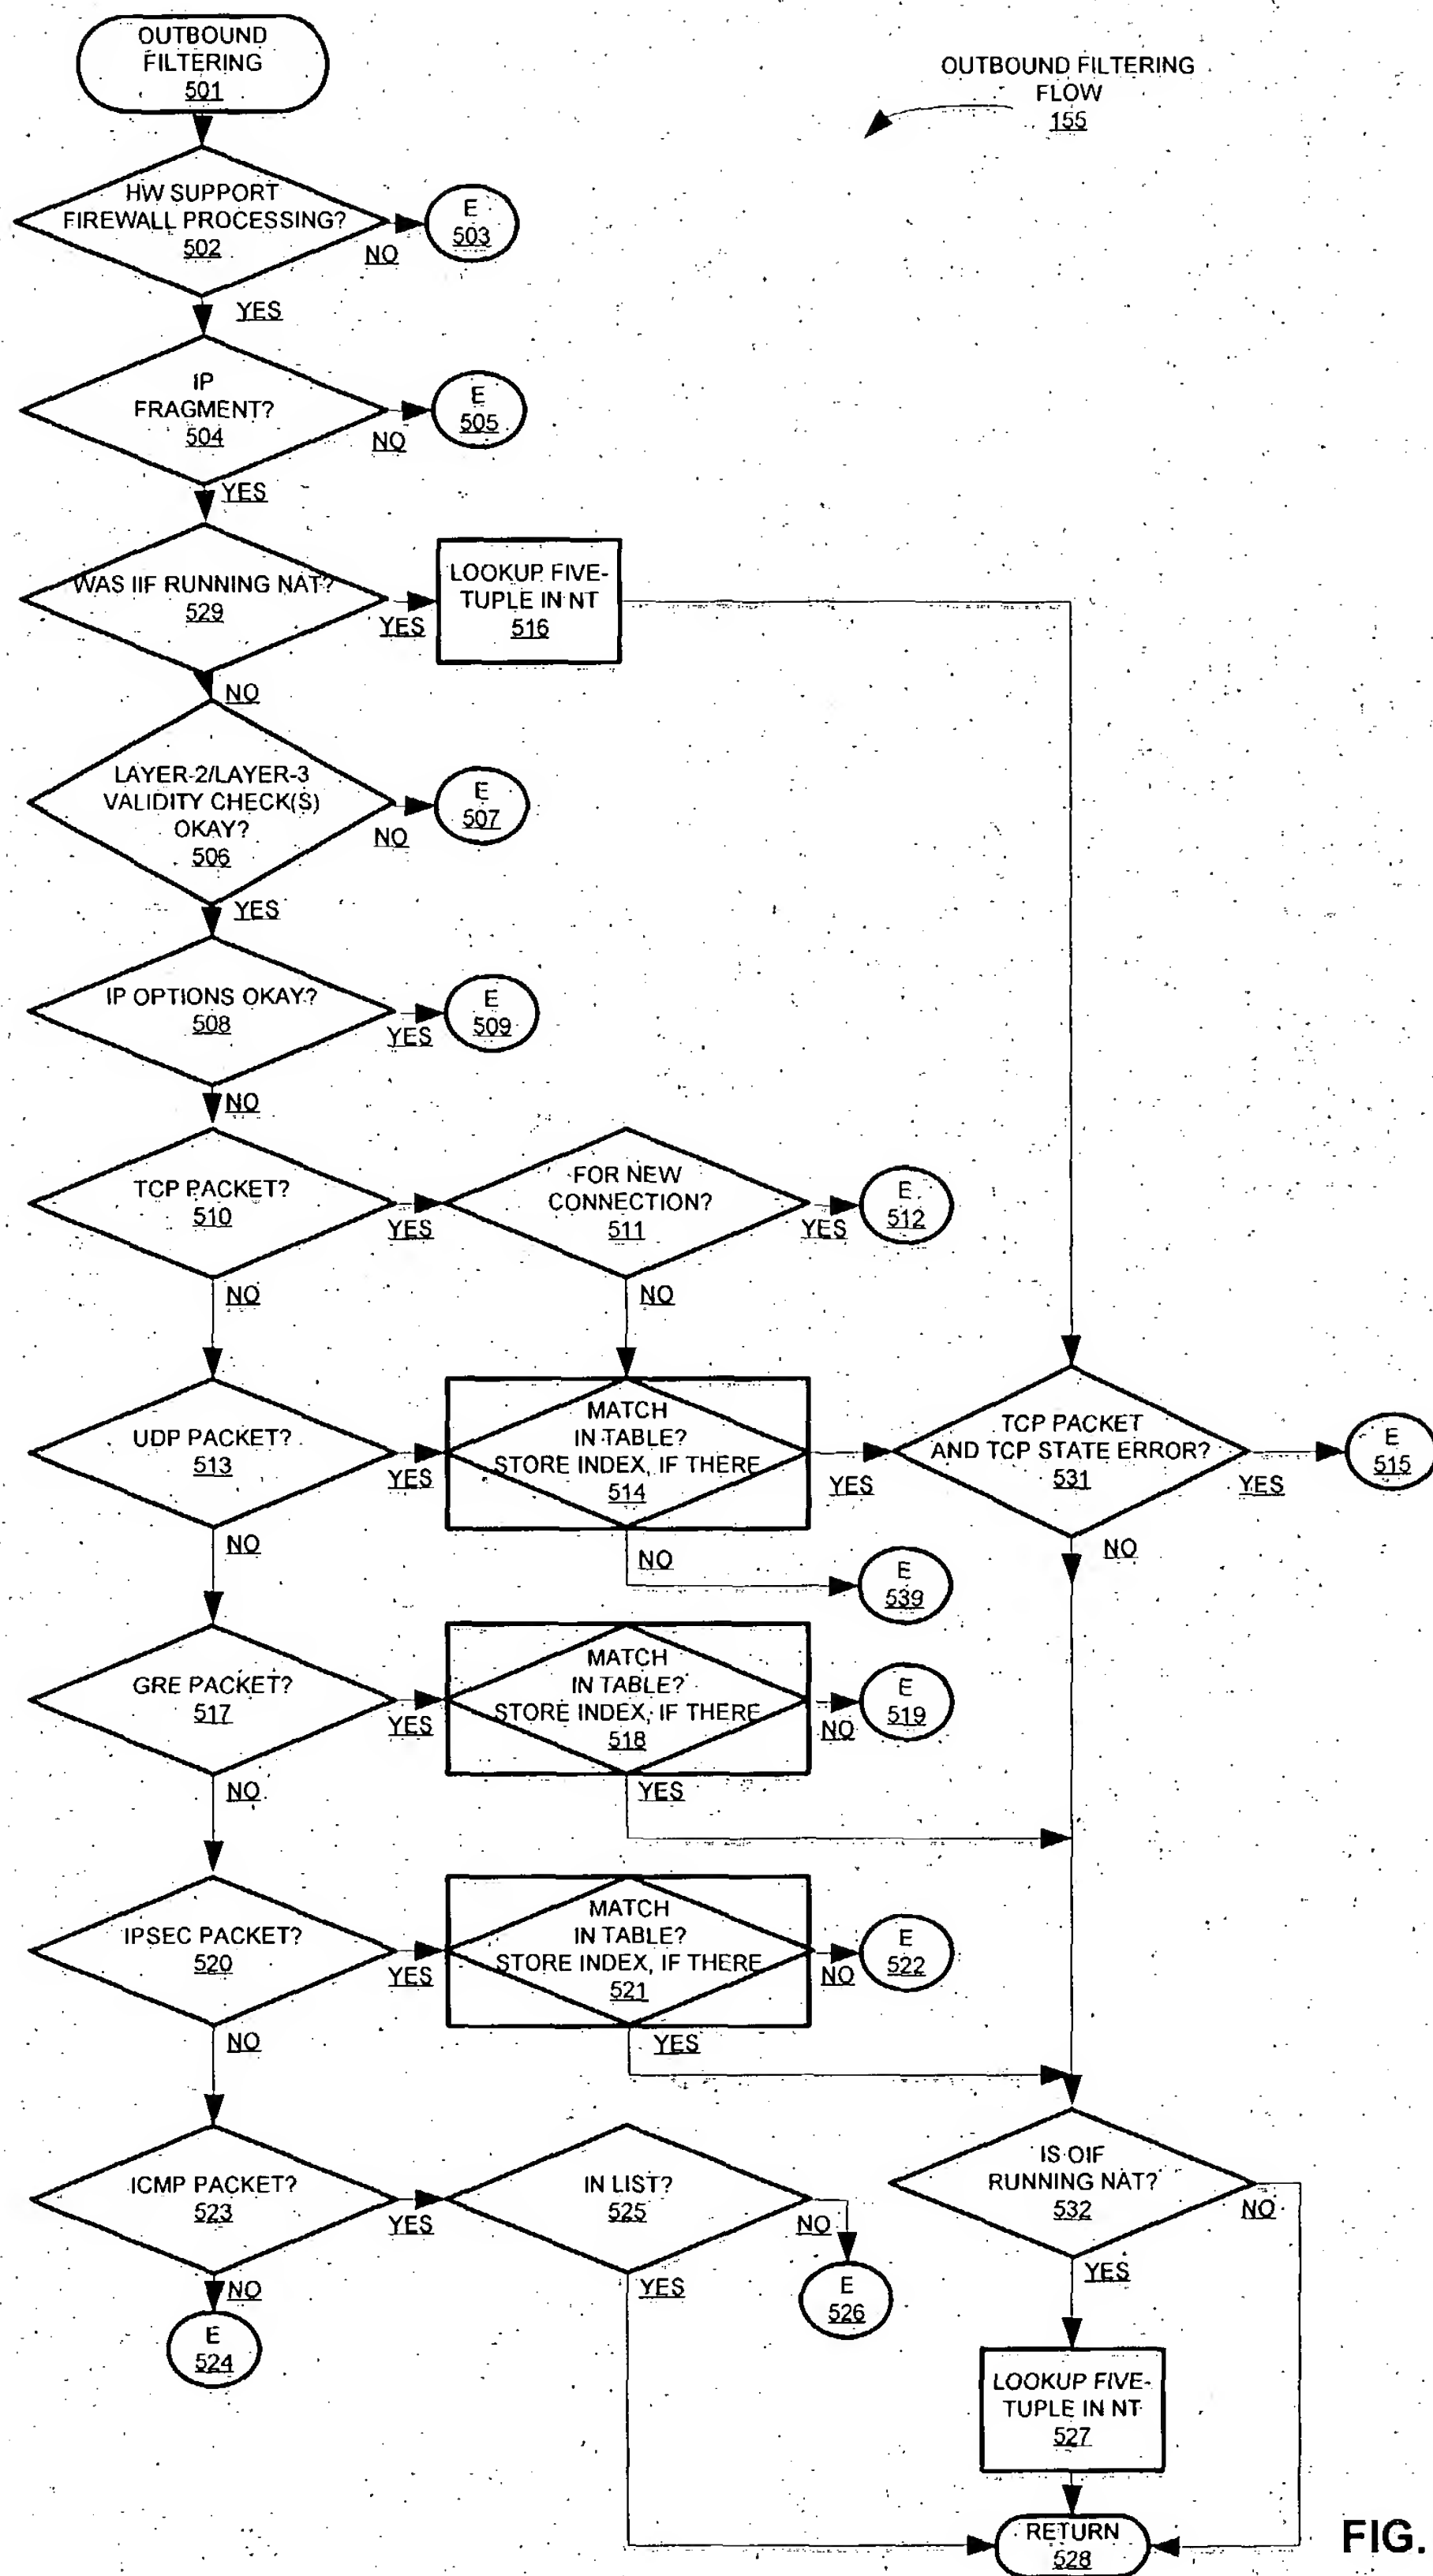 OUTBOUND
FILTERING
501
OUTBOUND FILTERING
FLOW
155
HW SUPPORT
FIREWALL PROCESSING?
502
NO
E
503
YES
IP
FRAGMENT?
504
NO
E
505
YES
WAS IIF RUNNING NAT?
529
YES
LOOKUP FIVE-
TUPLE IN NT
516
NO
LAYER-2/LAYER-3
VALIDITY CHECK(S)
OKAY?
506
NO
E
507
YES
IP OPTIONS OKAY?
508
YES
E
509
NO
TCP PACKET?
510
YES
FOR NEW
CONNECTION?
511
YES
E
512
NO
NO
UDP PACKET?
513
YES
MATCH
IN TABLE?
STORE INDEX, IF THERE
514
YES
TCP PACKET
AND TCP STATE ERROR?
531
YES
E
515
NO
NO
E
539
NO
GRE PACKET?
517
YES
MATCH
IN TABLE?
STORE INDEX, IF THERE
518
NO
E
519
NO
YES
IPSEC PACKET?
520
YES
MATCH
IN TABLE?
STORE INDEX, IF THERE
521
NO
E
522
NO
YES
ICMP PACKET?
523
YES
IN LIST?
525
NO
E
526
IS OIF
RUNNING NAT?
532
NO
NO
E
524
YES
YES
LOOKUP FIVE-
TUPLE IN NT
527
RETURN
528
FIG.